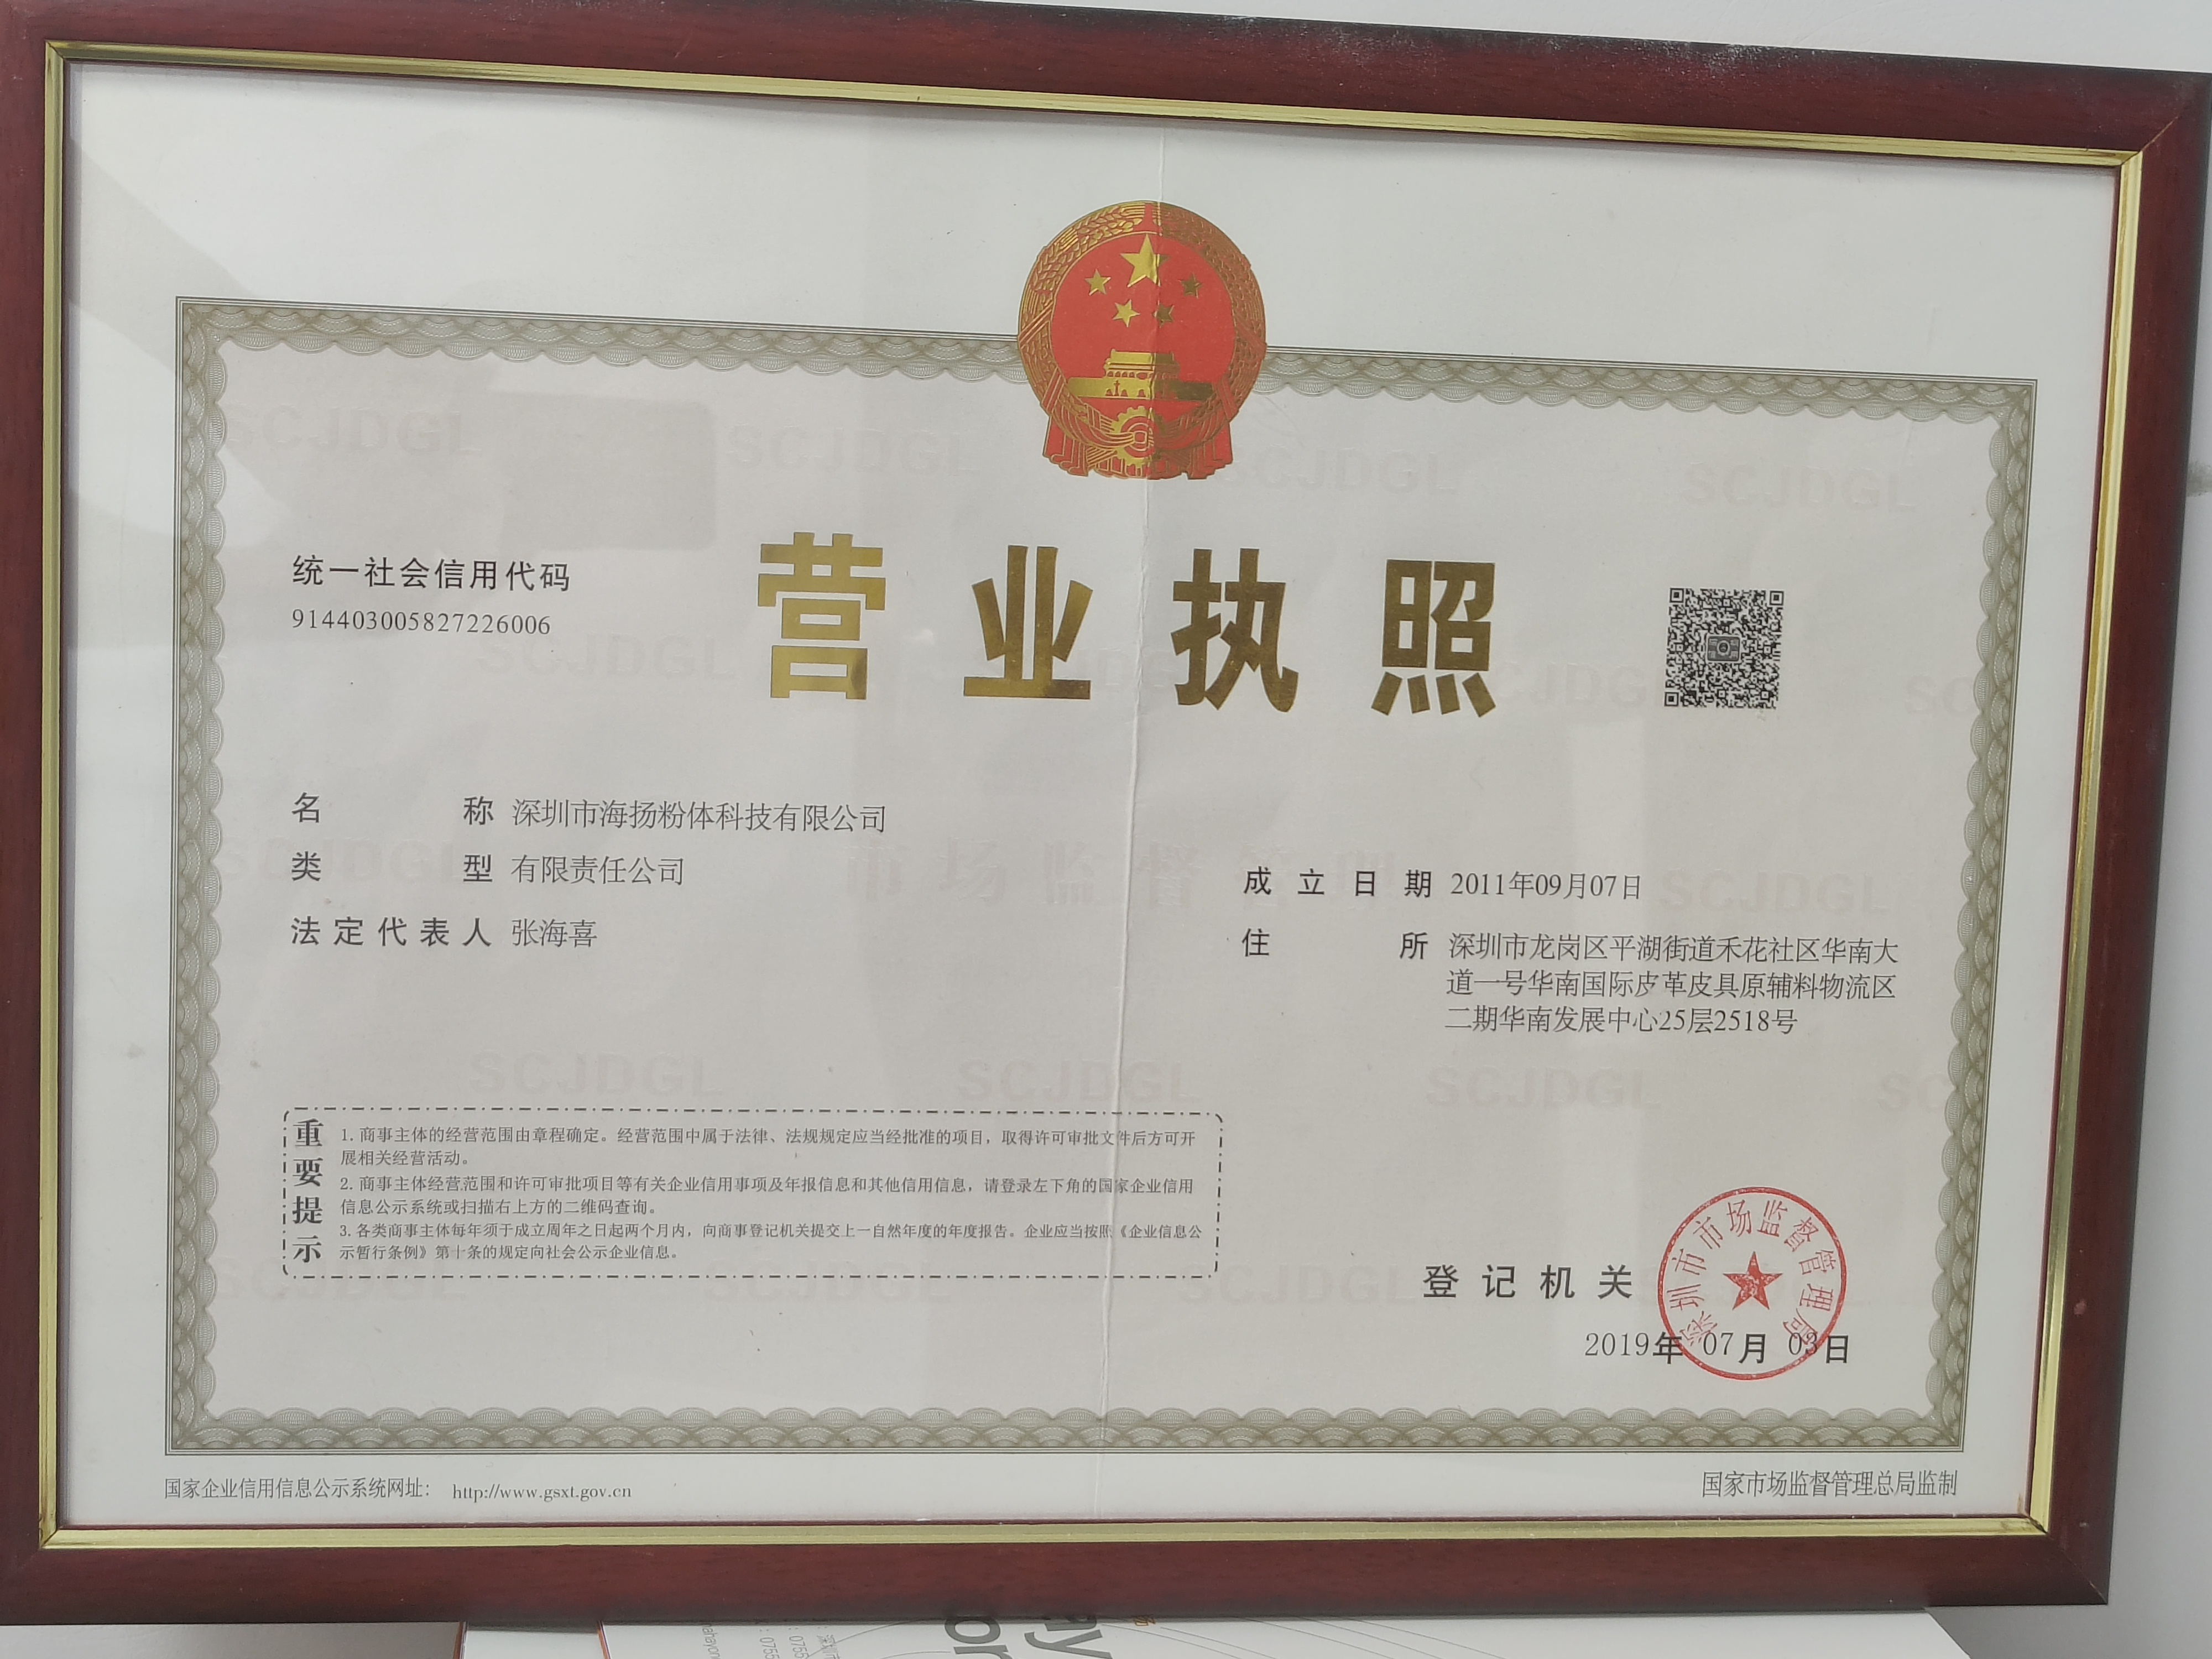 统一社会信用代码
914403005827226006
营业执照
名称 深圳市海扬粉体科技有限公司
类型 有限责任公司
法定代表人 张海喜
成立日期 2011年09月07日
住所 深圳市龙岗区平湖街道禾花社区华南大
道一号华南国际皮革皮具原辅料物流区
二期华南发展中心25层2518号
重要提示
1. 商事主体的经营范围由章程确定。经营范围中属于法律、法规规定应当经批准的项目，取得许可审批文件后方可开
展相关经营活动。
2. 商事主体经营范围和许可审批项目等有关企业信用事项及年报信息和其他信用信息，请登录左下角的国家企业信用
信息公示系统或扫描右上方的二维码查询。
3. 各类商事主体每年须于成立周年之日起两个月内，向商事登记机关提交上一自然年度的年度报告。企业应当按照《企业信息公
示暂行条例》第十条的规定向社会公示企业信息。
登记机关
深圳市市场监督管理局
2019年 07月 03日
国家企业信用信息公示系统网址： http://www.gsxt.gov.cn
国家市场监督管理总局监制
SCJDGL